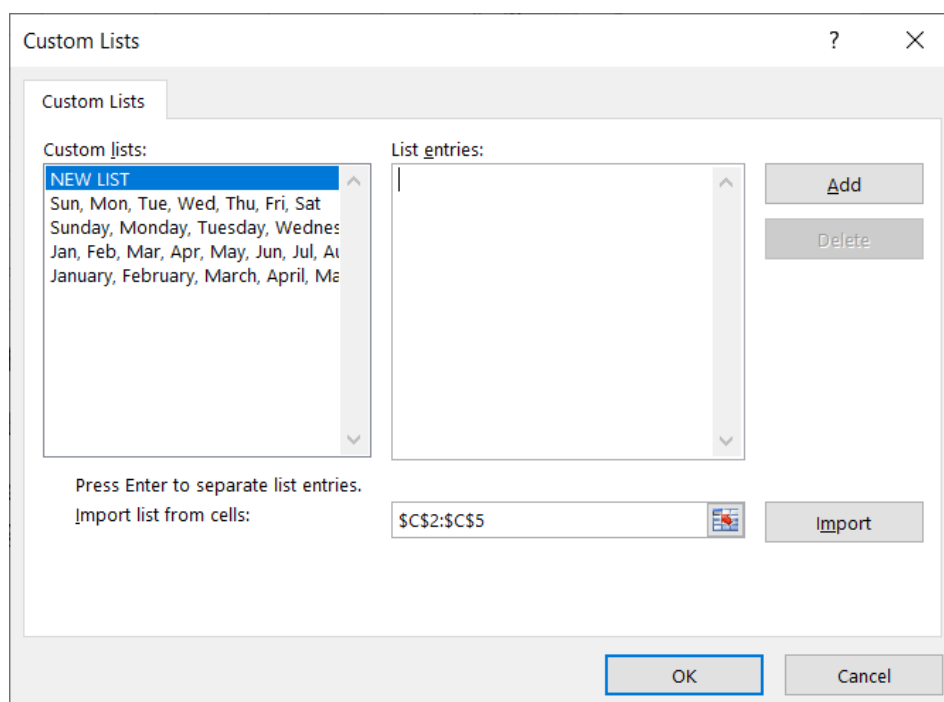 Custom Lists
?
Custom Lists
Custom lists:
List entries:
NEW LIST
Sun, Mon, Tue, Wed, Thu, Fri, Sat
Sunday, Monday, Tuesday, Wednes
Jan, Feb, Mar, Apr, May, Jun, Jul, Au
January, February, March, April, Ma
Add
Delete
Press Enter to separate list entries.
Import list from cells:
$C$2:$C$5
Import
OK
Cancel